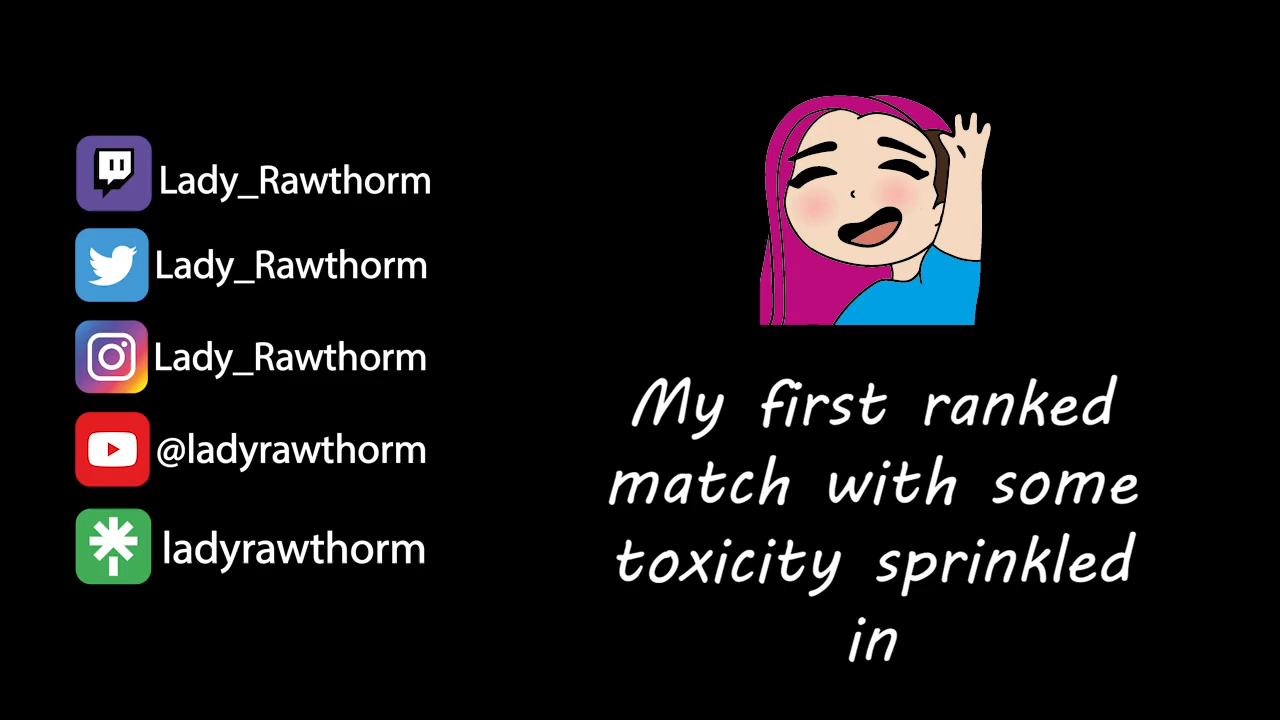 Lady_Rawthorm
Lady_Rawthorm
Lady_Rawthorm
@ladyrawthorm
ladyrawthorm
My first ranked
match with some
toxicity sprinkled
in